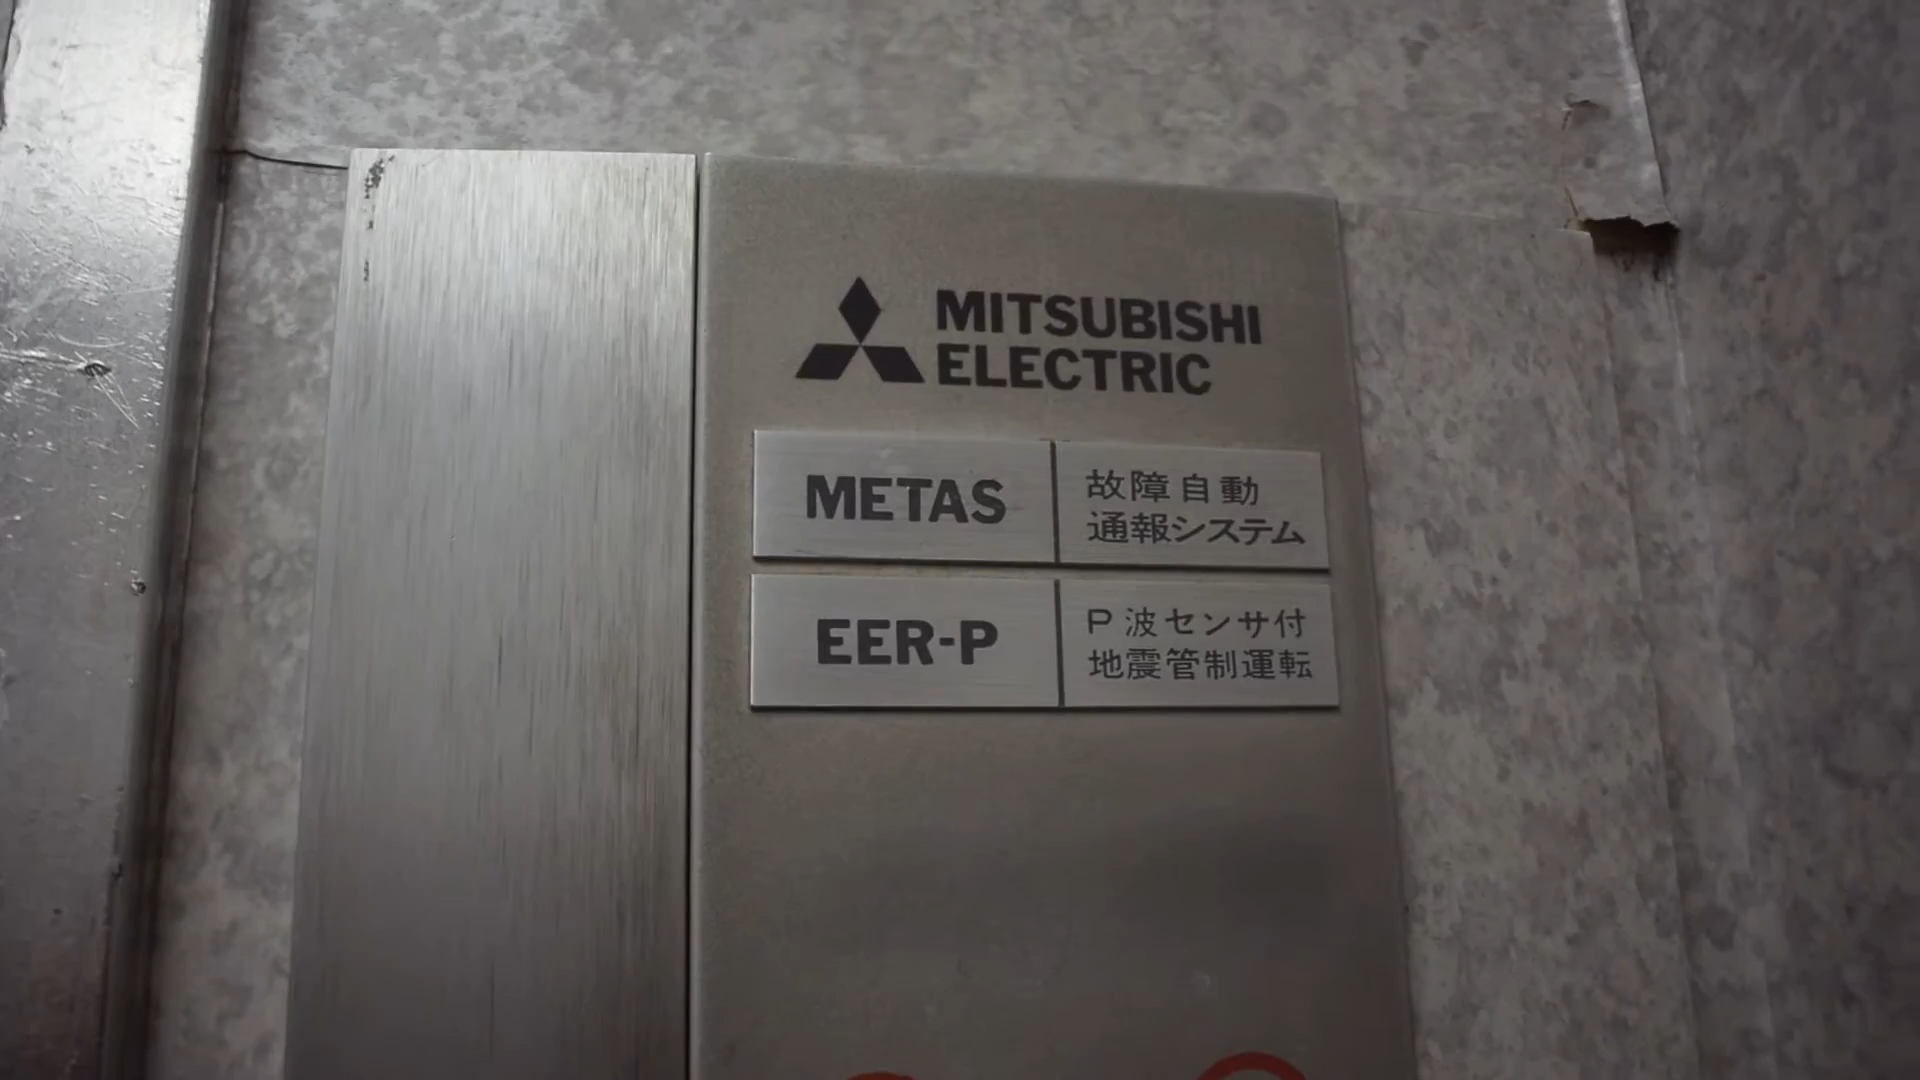 MITSUBISHI
ELECTRIC
METAS
故障自動
通報システム
EER-P
P波センサ付
地震管制運転